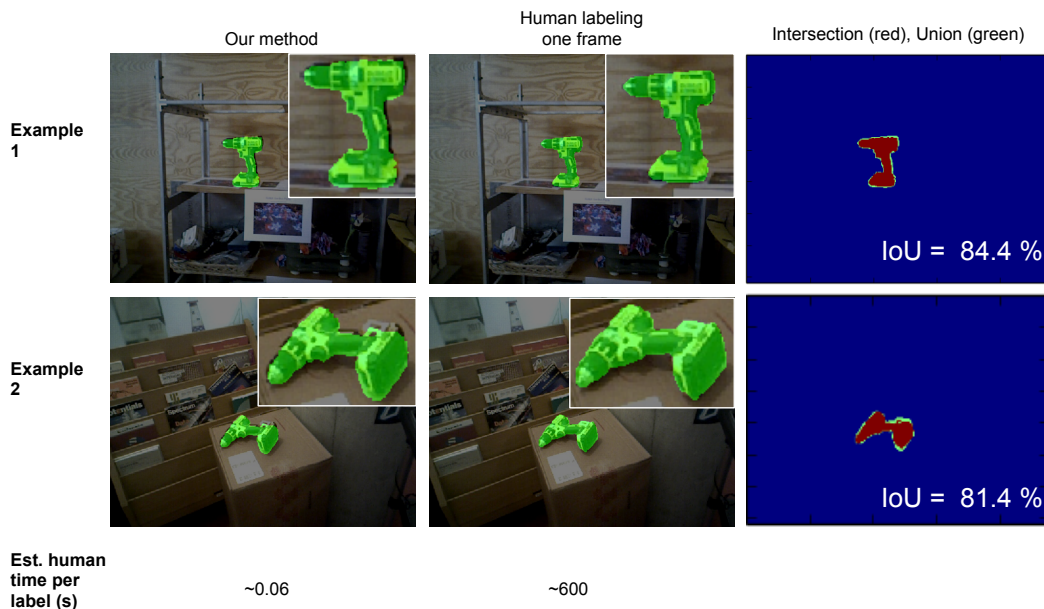 Our method
Human labeling
one frame
Intersection (red), Union (green)
Example
1
IoU = 84.4 %
Example
2
Spectrum
IoU = 81.4 %
Est. human
time per
label (s)
~0.06
~600